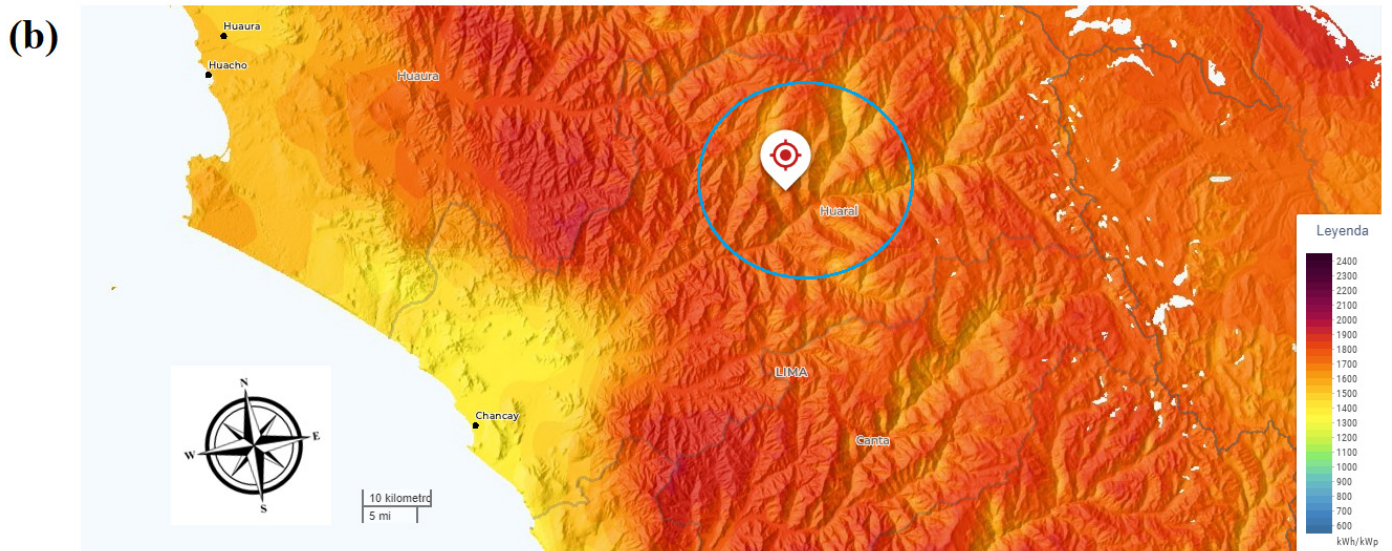 (b)
Huaura
Huacho
Huaura
Huaral
LIMA
Chancay
Canta
N
W
E
S
10 kilometro
5 mi
Leyenda
2400
2300
2200
2100
2000
1900
1800
1700
1600
1500
1400
1300
1200
1100
1000
900
800
700
600
kWh/kWp